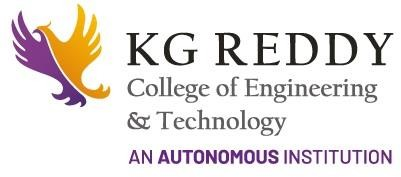 KG REDDY
College of Engineering
& Technology
AN AUTONOMOUS INSTITUTION